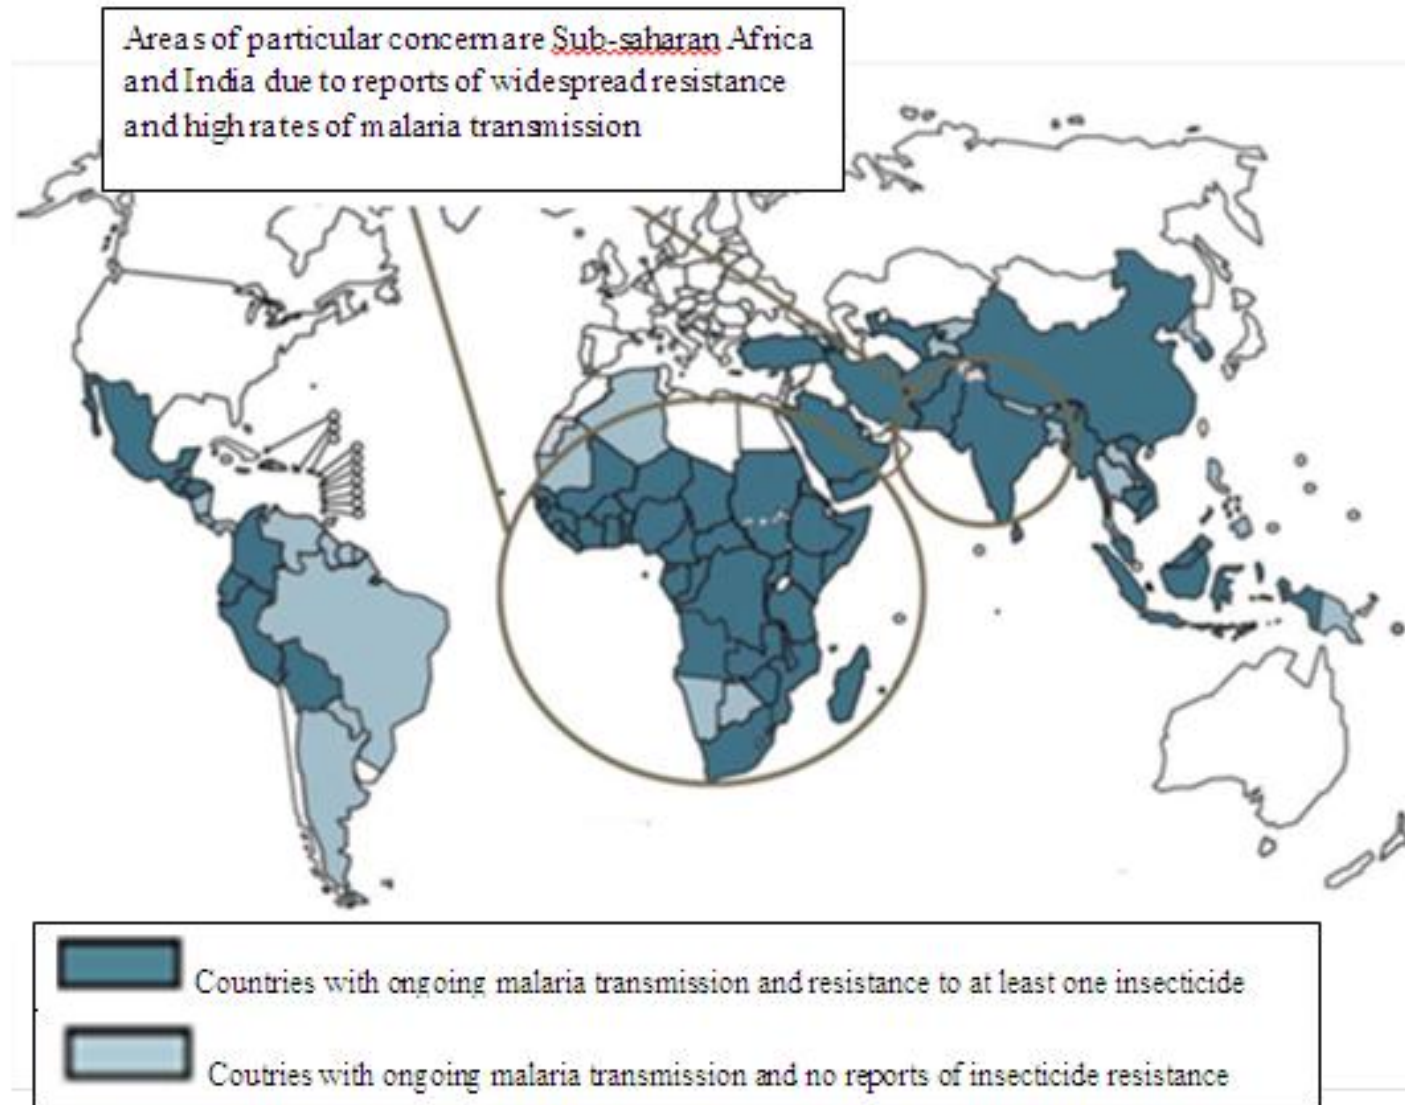 Areas of particular concern are Sub-saharan Africa
and India due to reports of widespread resistance
and high rates of malaria transmission
Countries with ongoing malaria transmission and resistance to at least one insecticide
Coutries with ongoing malaria transmission and no reports of insecticide resistance